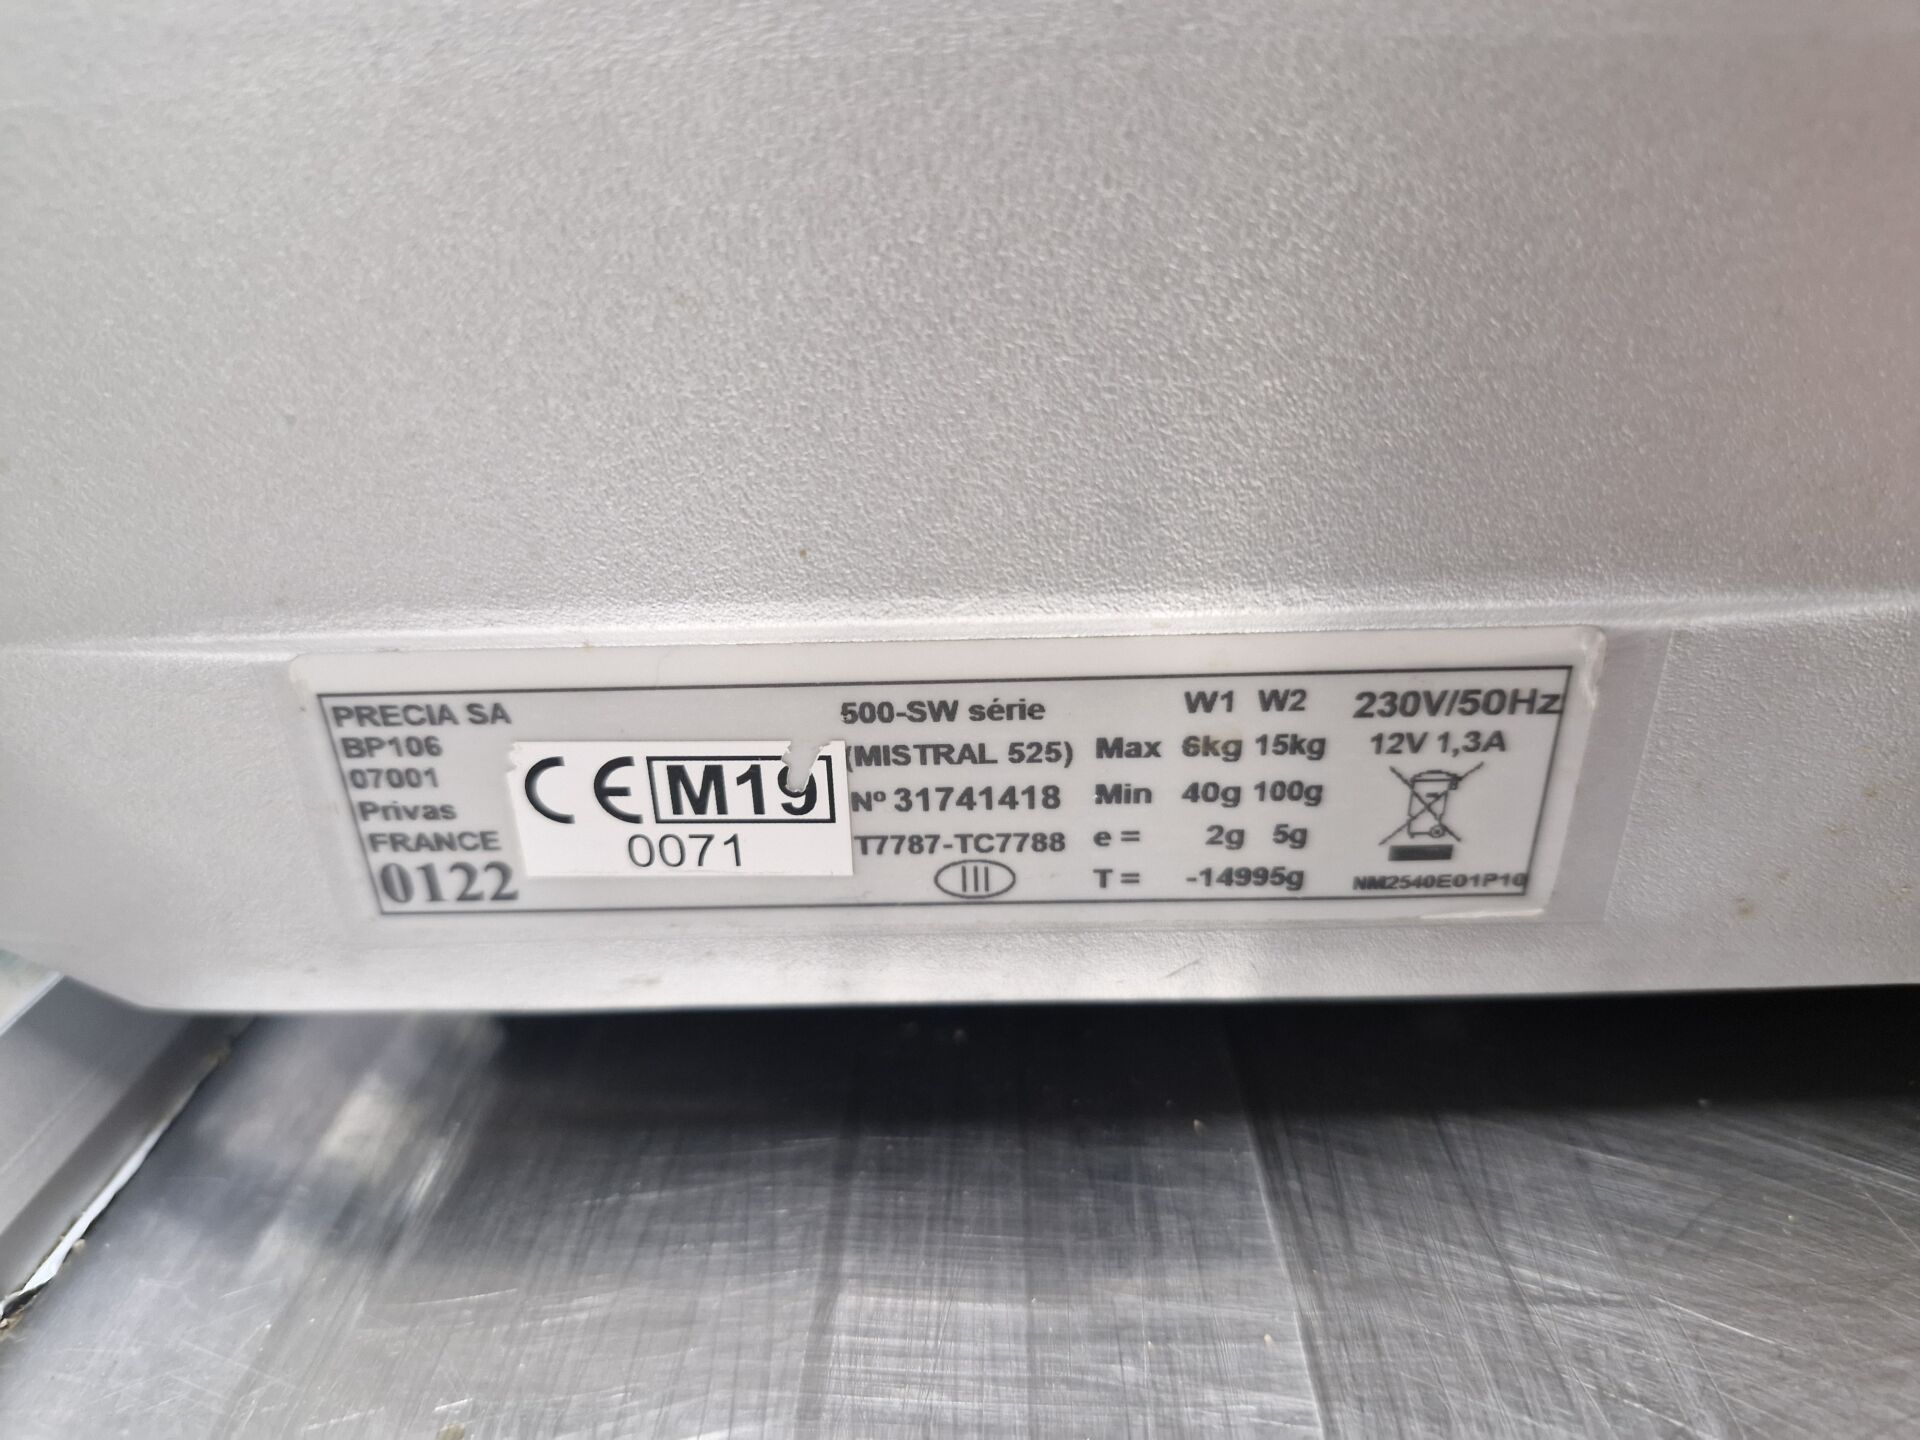 PRECIA SA
BP106
07001
Privas
FRANCE
0122
CE M19
0071
500-SW série
(MISTRAL 525)
Nº 31741418
T7787-TC7788
III
W1 W2
Max 6kg 15kg
Min 40g 100g
e = 2g 5g
T = -14995g
230V/50Hz
12V 1,3A
NM2540E01P10